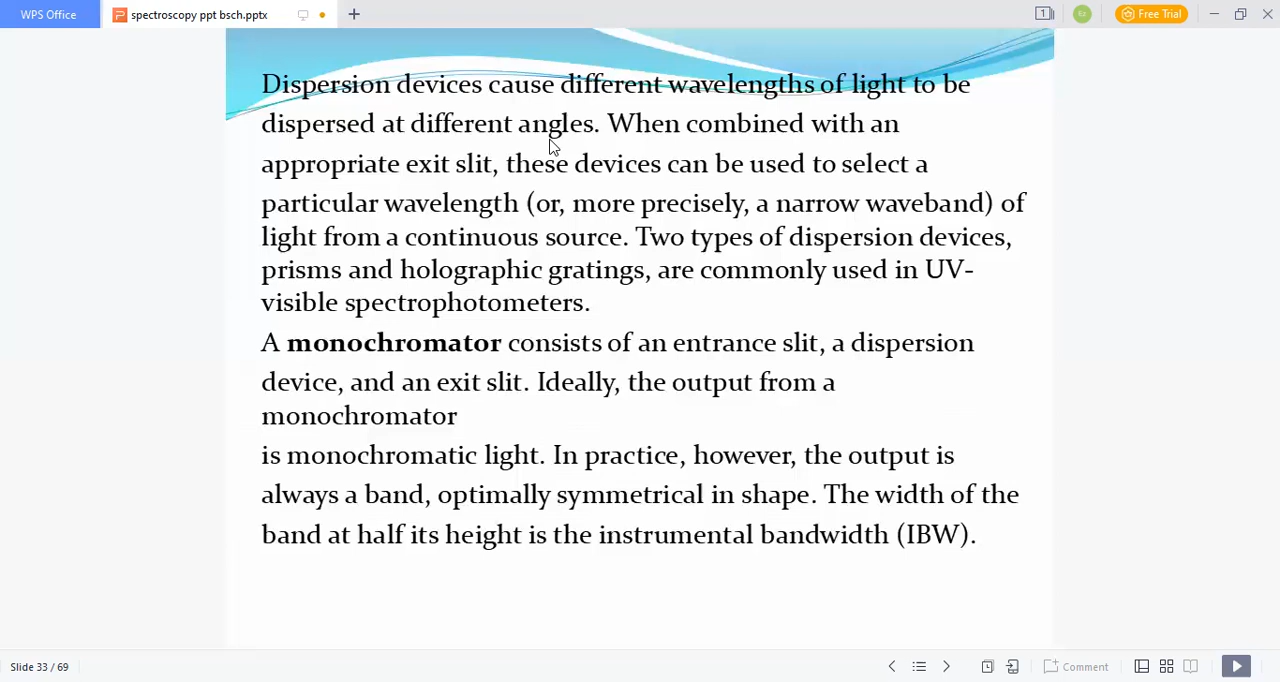 WPS Office
spectroscopy ppt bsch.pptx
1
Free Trial
Dispersion devices cause different wavelengths of light to be
dispersed at different angles. When combined with an
appropriate exit slit, these devices can be used to select a
particular wavelength (or, more precisely, a narrow waveband) of
light from a continuous source. Two types of dispersion devices,
prisms and holographic gratings, are commonly used in UV-
visible spectrophotometers.
A monochromator consists of an entrance slit, a dispersion
device, and an exit slit. Ideally, the output from a
monochromator
is monochromatic light. In practice, however, the output is
always a band, optimally symmetrical in shape. The width of the
band at half its height is the instrumental bandwidth (IBW).
Slide 33 / 69
Comment